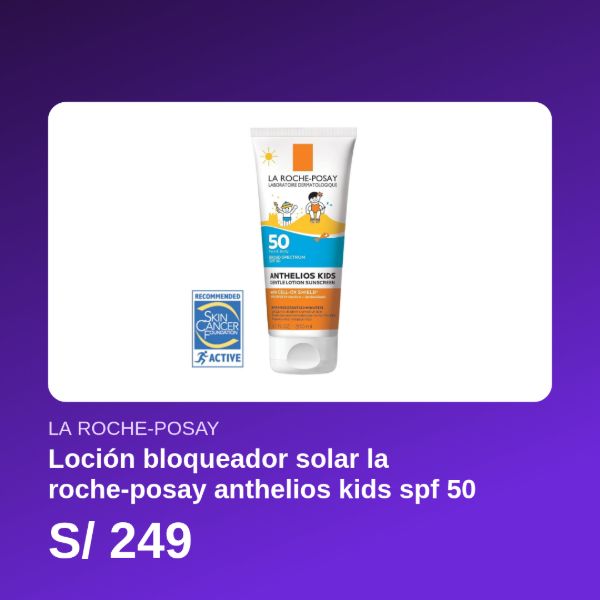 LA ROCHE-POSAY
LABORATOIRE DERMATOLOGIQUE
50
BROAD SPECTRUM
ANTHELIOS KIDS
GENTLE LOTION SUNSCREEN
RECOMMENDED
SKIN
CANCER
FOUNDATION
ACTIVE
LA ROCHE-POSAY
Loción bloqueador solar la
roche-posay anthelios kids spf 50
S/ 249